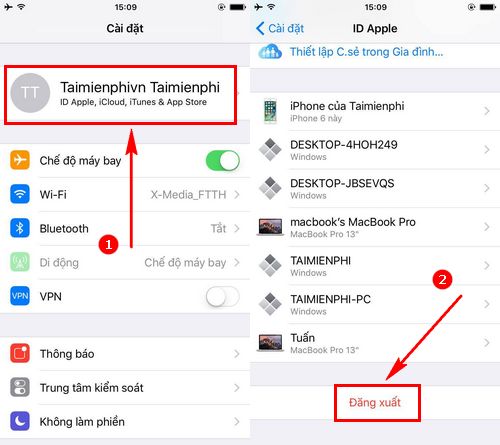 15:09
Cài đặt
TT
Taimienphivn Taimienphi
ID Apple, iCloud, iTunes & App Store
Chế độ máy bay
Wi-Fi
X-Media_FTTH
Bluetooth
Tắt
Di động
Chế độ máy bay
VPN
VPN
Thông báo
Trung tâm kiểm soát
Không làm phiền
1
15:09
Cài đặt
ID Apple
Thiết lập C.sẻ trong Gia đình...
iPhone của Taimienphi
iPhone 6 này
DESKTOP-4HOH249
Windows
DESKTOP-JBSEVQS
Windows
macbook's MacBook Pro
MacBook Pro 13"
TAIMIENPHI
Windows
TAIMIENPHI-PC
Windows
Tuấn
MacBook Pro 13"
2
Đăng xuất